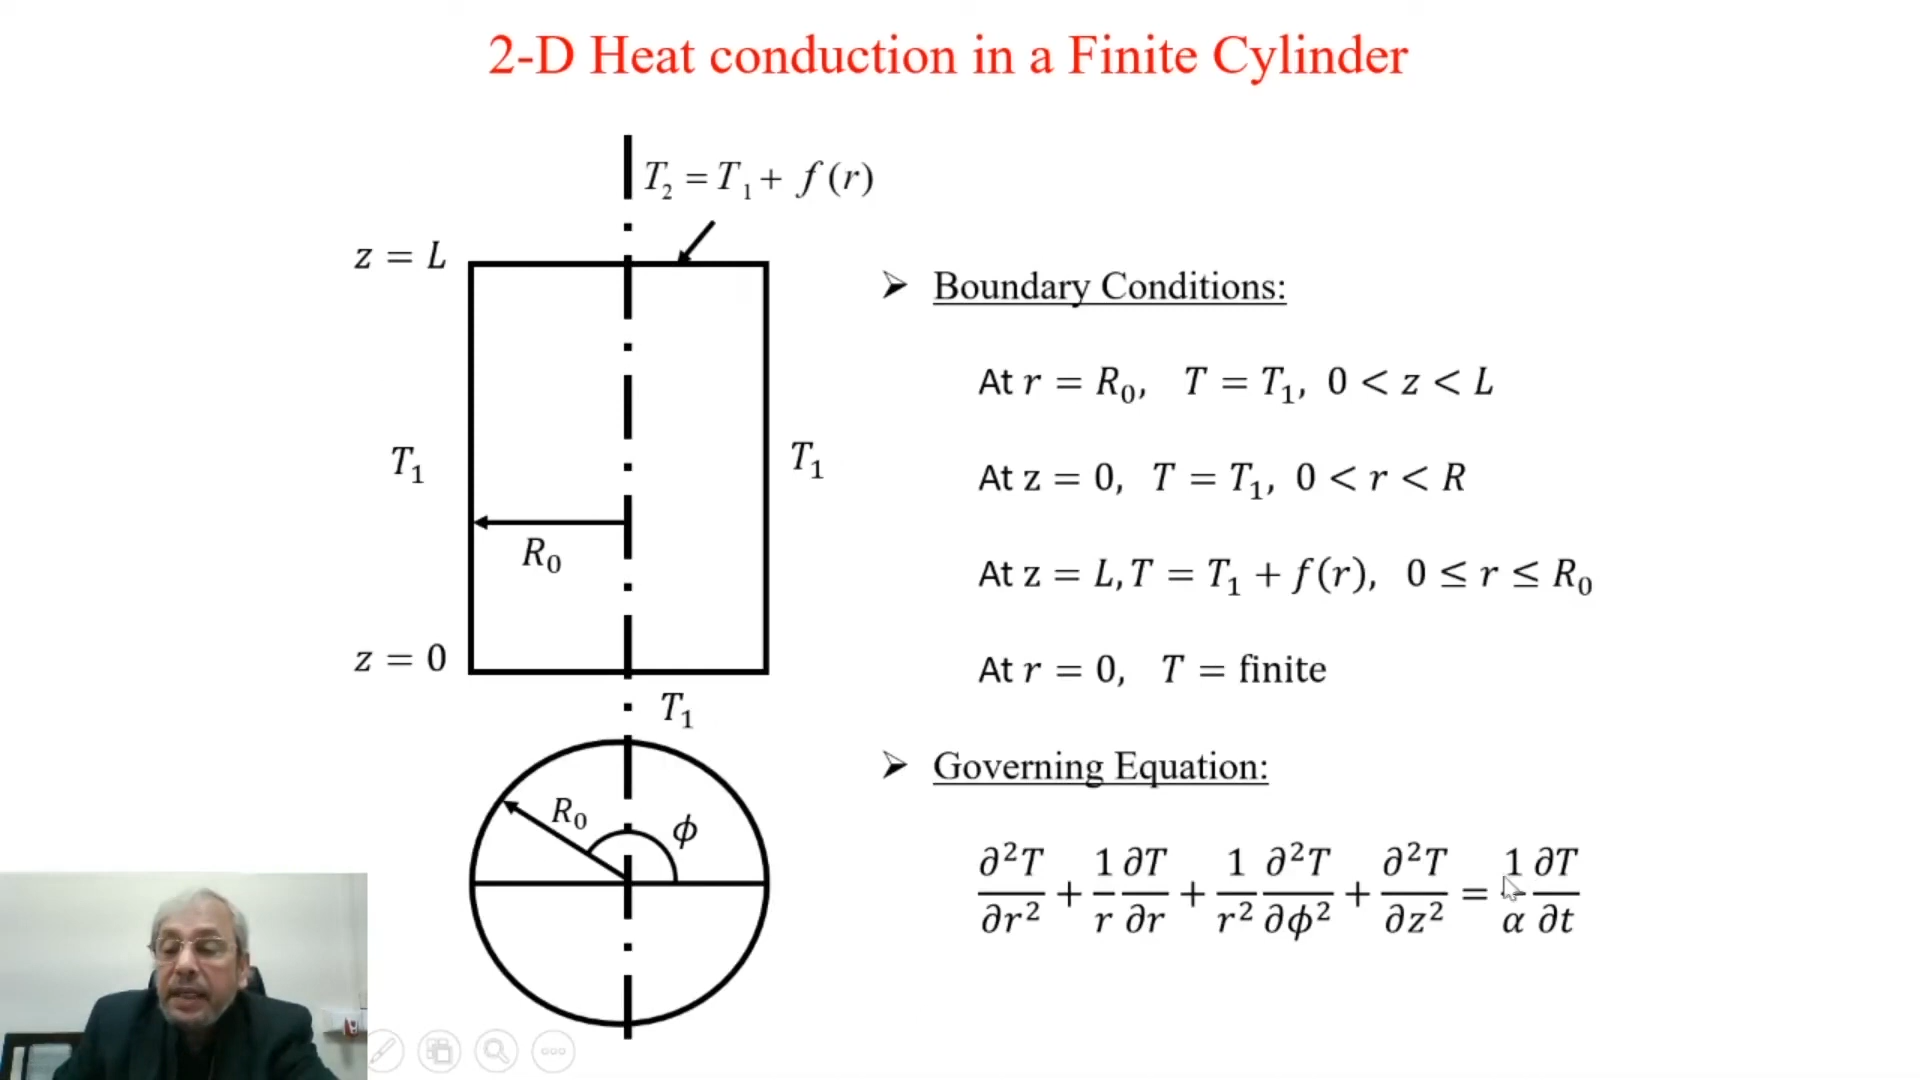 2-D Heat conduction in a Finite Cylinder
T₂ = T₁ + f(r)
z = L
T₁
T₁
R₀
z = 0
T₁
R₀
ϕ
➢ Boundary Conditions:
At r = R₀, T = T₁, 0 < z < L
At z = 0, T = T₁, 0 < r < R
At z = L, T = T₁ + f(r), 0 ≤ r ≤ R₀
At r = 0, T = finite
➢ Governing Equation:
∂²T/∂r² + 1/r ∂T/∂r + 1/r² ∂²T/∂ϕ² + ∂²T/∂z² = 1/α ∂T/∂t